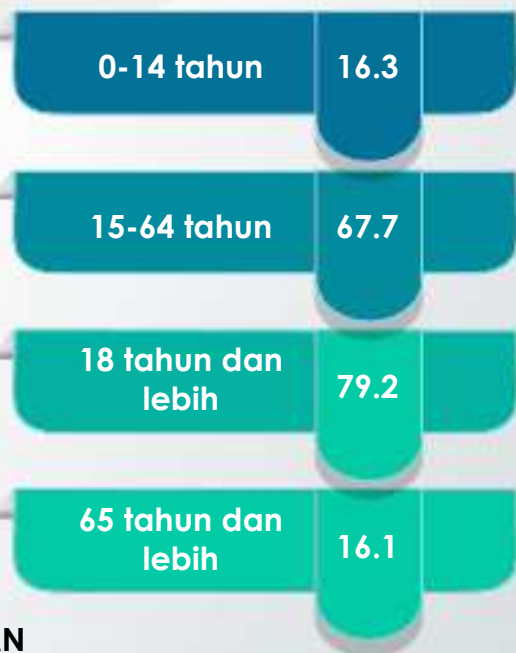 0-14 tahun 16.3
15-64 tahun 67.7
18 tahun dan
lebih
79.2
65 tahun dan
lebih
16.1